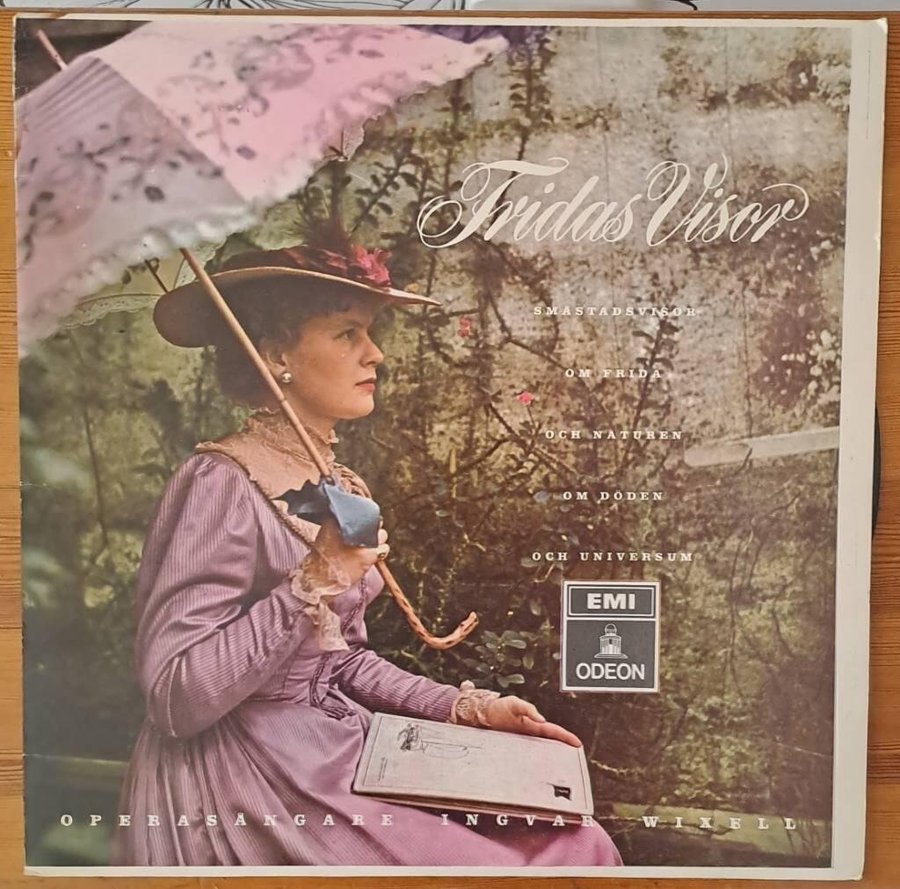 Fridas Visor
SMÅSTADSVISOR
OM FRIDA
OCH NATUREN
OM DÖDEN
OCH UNIVERSUM
EMI
ODEON
OPERASÅNGARE INGVAR WIXELL